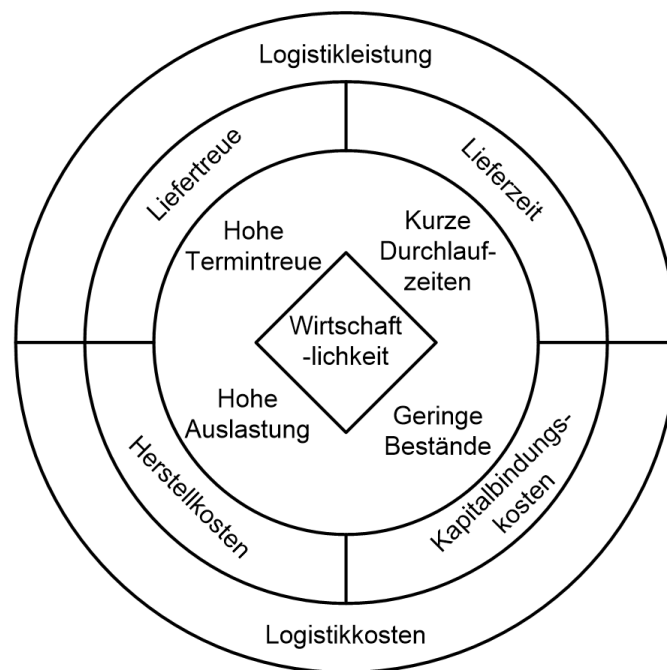 Logistikleistung
Liefertreue
Lieferzeit
Hohe
Termintreue
Kurze
Durchlauf-
zeiten
Wirtschaft
-lichkeit
Hohe
Auslastung
Geringe
Bestände
Herstellkosten
Kapitalbindungs-
kosten
Logistikkosten